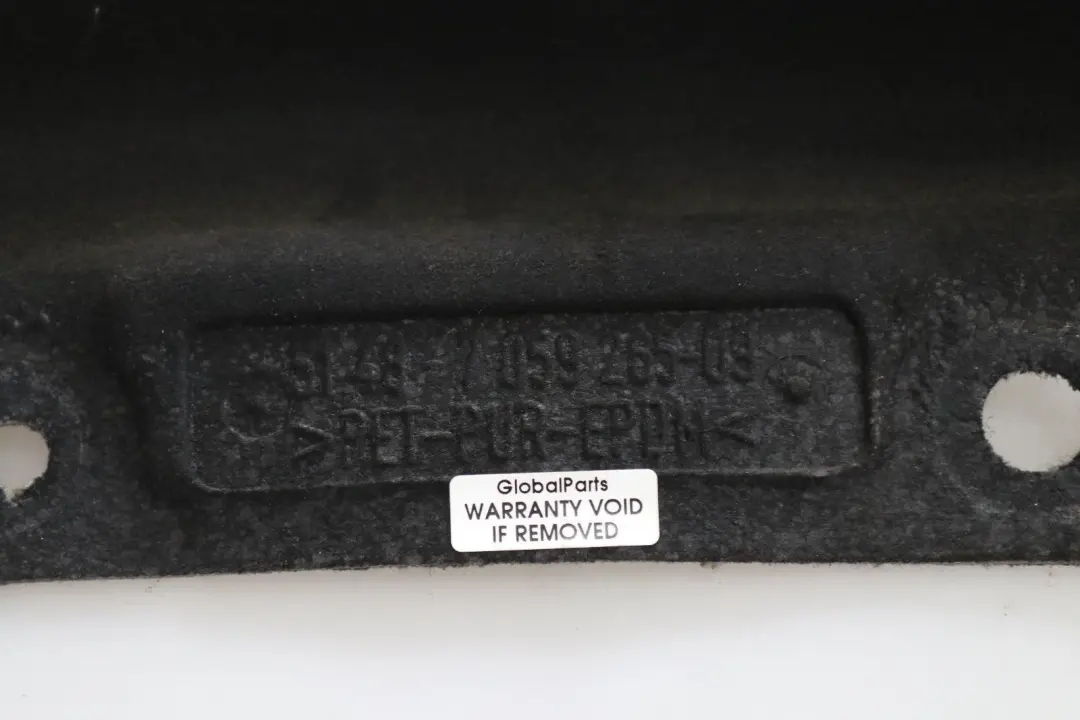 51.48-7 059 265-09
>PET-PUR-EPDM<
GlobalParts
WARRANTY VOID
IF REMOVED